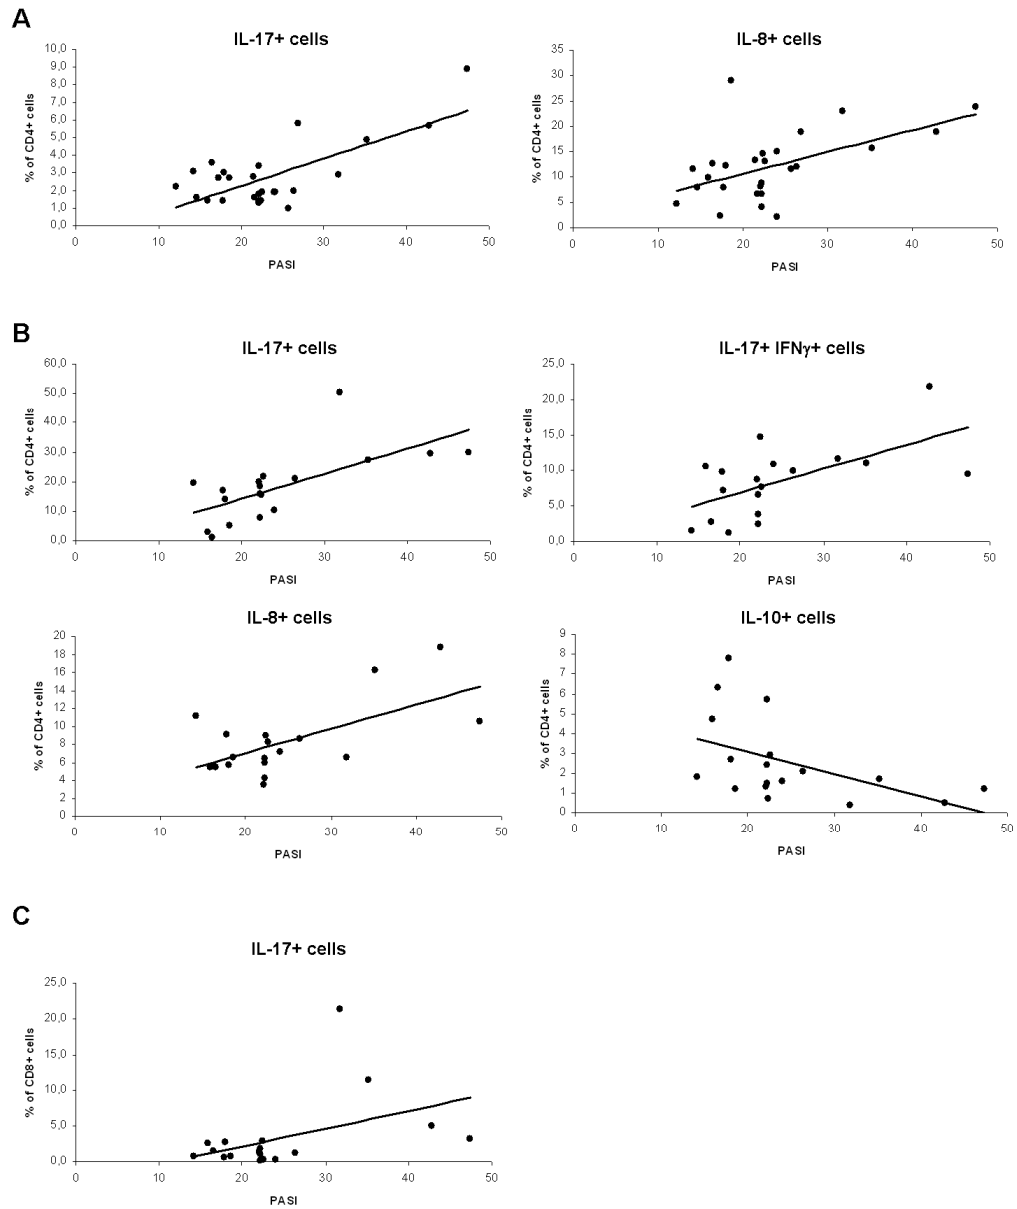 A
IL-17+ cells
10,0
9,0
8,0
7,0
6,0
5,0
4,0
3,0
2,0
1,0
0,0
% of CD4+ cells
0 10 20 30 40 50
PASI
IL-8+ cells
35
30
25
20
15
10
5
0
% of CD4+ cells
0 10 20 30 40 50
PASI
B
IL-17+ cells
60,0
50,0
40,0
30,0
20,0
10,0
0,0
% of CD4+ cells
0 10 20 30 40 50
PASI
IL-17+ IFNγ+ cells
25,0
20,0
15,0
10,0
5,0
0,0
% of CD4+ cells
0 10 20 30 40 50
PASI
IL-8+ cells
20
18
16
14
12
10
8
6
4
2
0
% of CD4+ cells
0 10 20 30 40 50
PASI
IL-10+ cells
9
8
7
6
5
4
3
2
1
0
% of CD4+ cells
0 10 20 30 40 50
PASI
C
IL-17+ cells
25,0
20,0
15,0
10,0
5,0
0,0
% of CD8+ cells
0 10 20 30 40 50
PASI